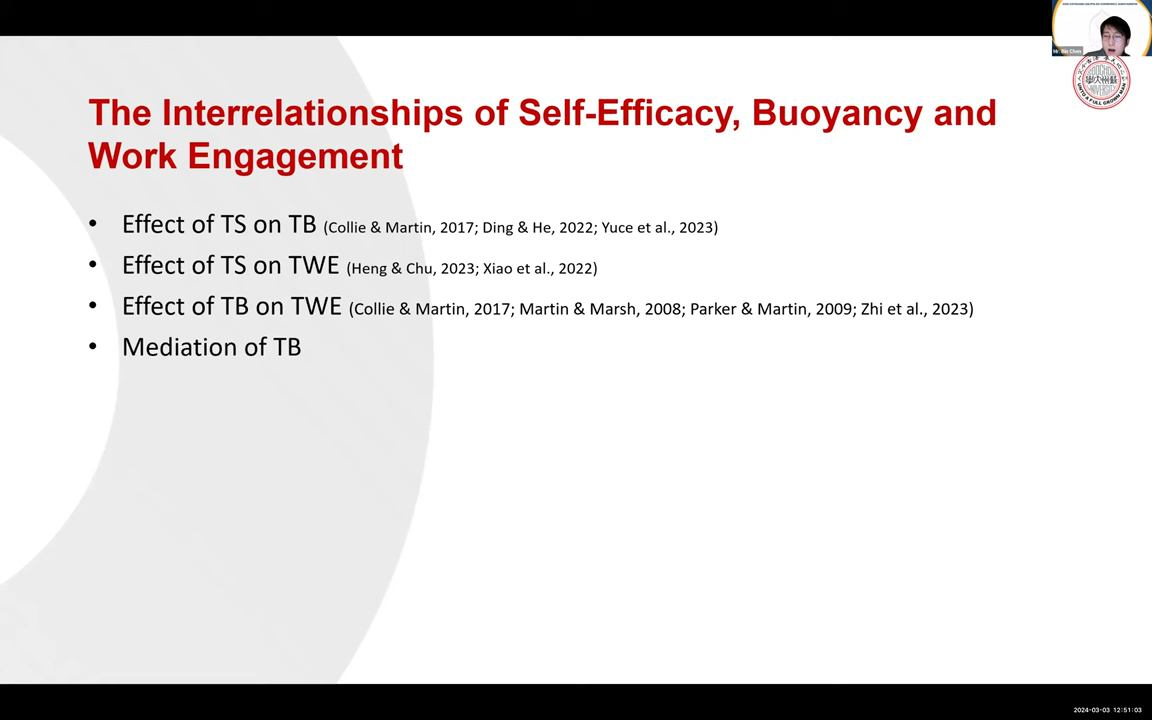 Mr. Bin Chen
The Interrelationships of Self-Efficacy, Buoyancy and
Work Engagement
• Effect of TS on TB (Collie & Martin, 2017; Ding & He, 2022; Yuce et al., 2023)
• Effect of TS on TWE (Heng & Chu, 2023; Xiao et al., 2022)
• Effect of TB on TWE (Collie & Martin, 2017; Martin & Marsh, 2008; Parker & Martin, 2009; Zhi et al., 2023)
• Mediation of TB
2024-03-03 12:51:03